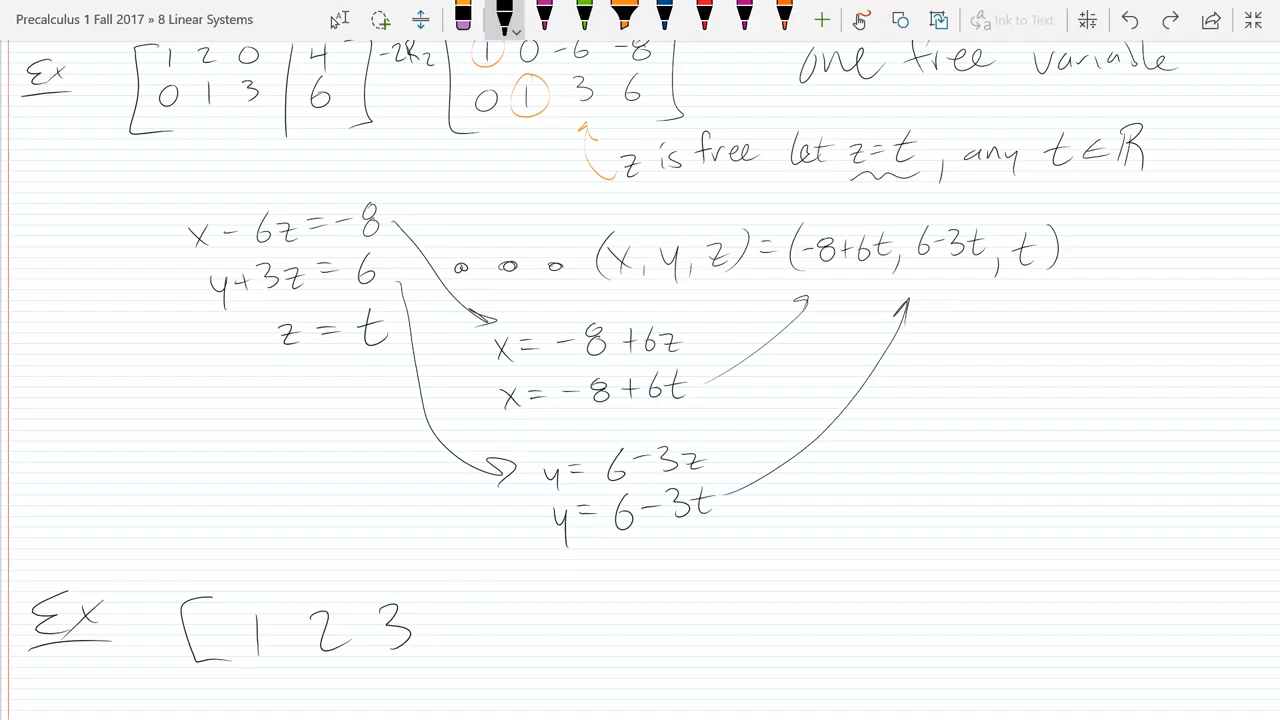 Precalculus 1 Fall 2017 » 8 Linear Systems
Ink to Text
Ex [ 1 2 0 | 4 ] -2R2 [ 1 0 -6 -8 ] one free variable
0 1 3 | 6 0 1 3 6
z is free let z=t, any t∈ℝ
x - 6z = -8
y + 3z = 6
z = t
(x, y, z) = (-8+6t, 6-3t, t)
x = -8 + 6z
x = -8 + 6t
y = 6 - 3z
y = 6 - 3t
Ex [ 1 2 3